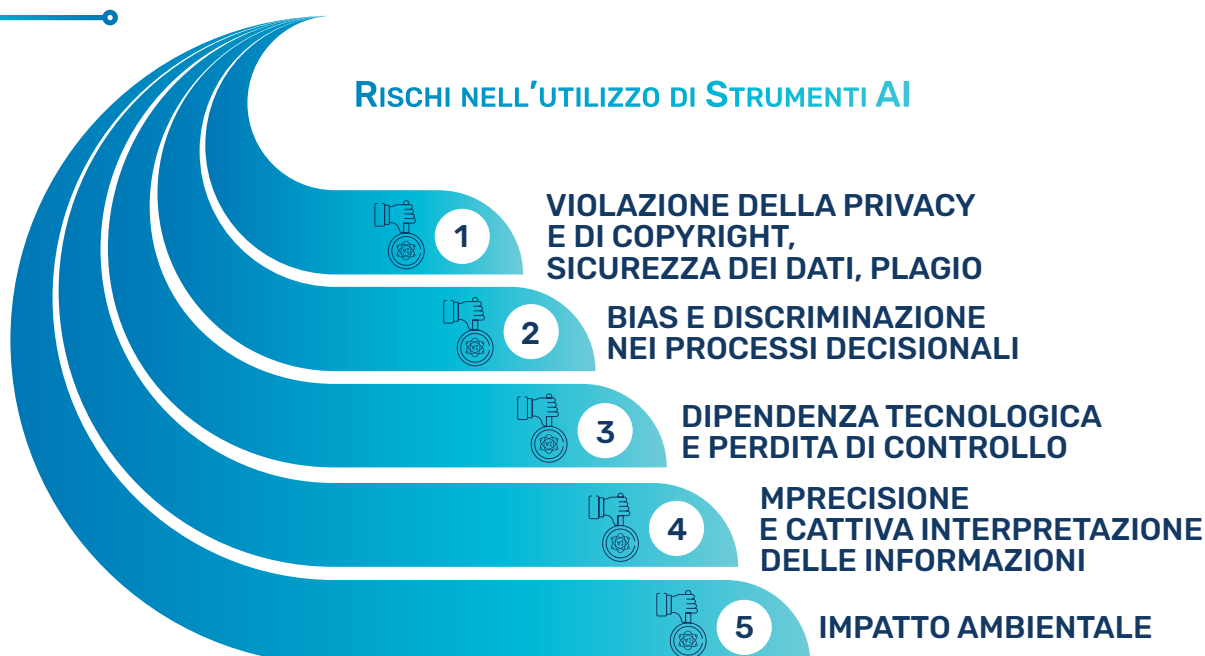 Rischi nell'utilizzo di Strumenti AI
1
VIOLAZIONE DELLA PRIVACY
E DI COPYRIGHT,
SICUREZZA DEI DATI, PLAGIO
2
BIAS E DISCRIMINAZIONE
NEI PROCESSI DECISIONALI
3
DIPENDENZA TECNOLOGICA
E PERDITA DI CONTROLLO
4
MPRECISIONE
E CATTIVA INTERPRETAZIONE
DELLE INFORMAZIONI
5
IMPATTO AMBIENTALE